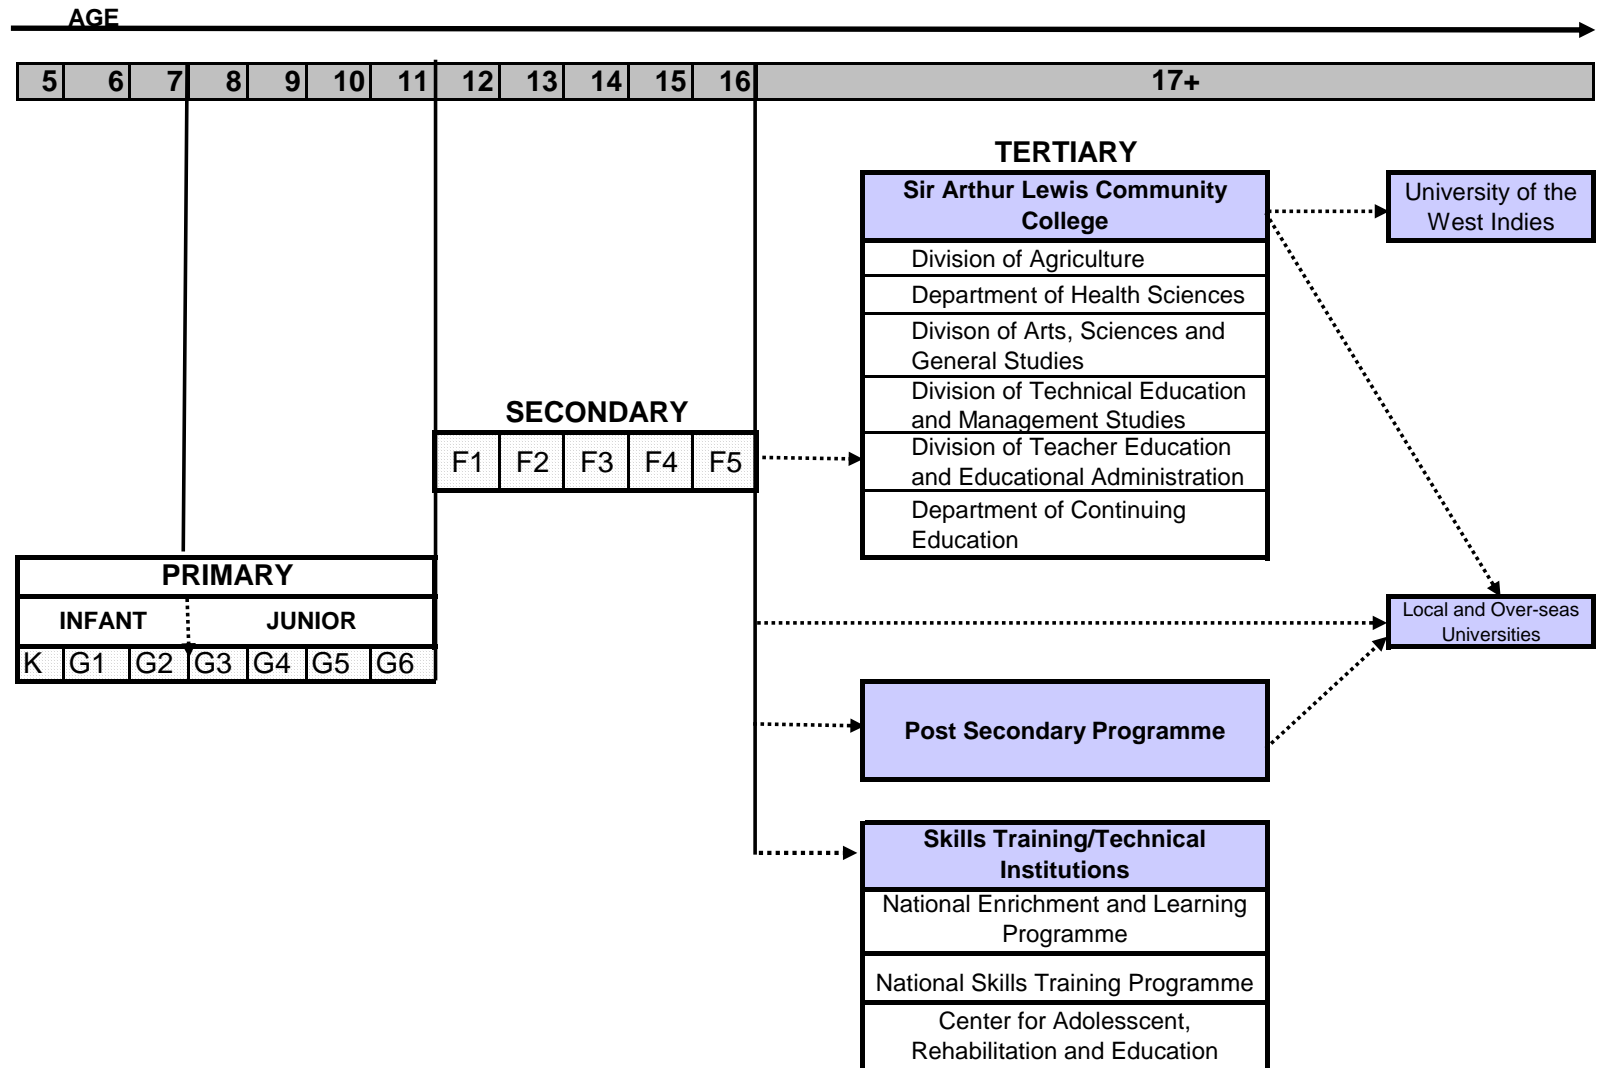 AGE
5 6 7 8 9 10 11 12 13 14 15 16 17+
TERTIARY
Sir Arthur Lewis Community
College
Division of Agriculture
Department of Health Sciences
Divison of Arts, Sciences and
General Studies
Division of Technical Education
and Management Studies
Division of Teacher Education
and Educational Administration
Department of Continuing
Education
University of the
West Indies
SECONDARY
F1 F2 F3 F4 F5
PRIMARY
INFANT JUNIOR
K G1 G2 G3 G4 G5 G6
Local and Over-seas
Universities
Post Secondary Programme
Skills Training/Technical
Institutions
National Enrichment and Learning
Programme
National Skills Training Programme
Center for Adolesscent,
Rehabilitation and Education